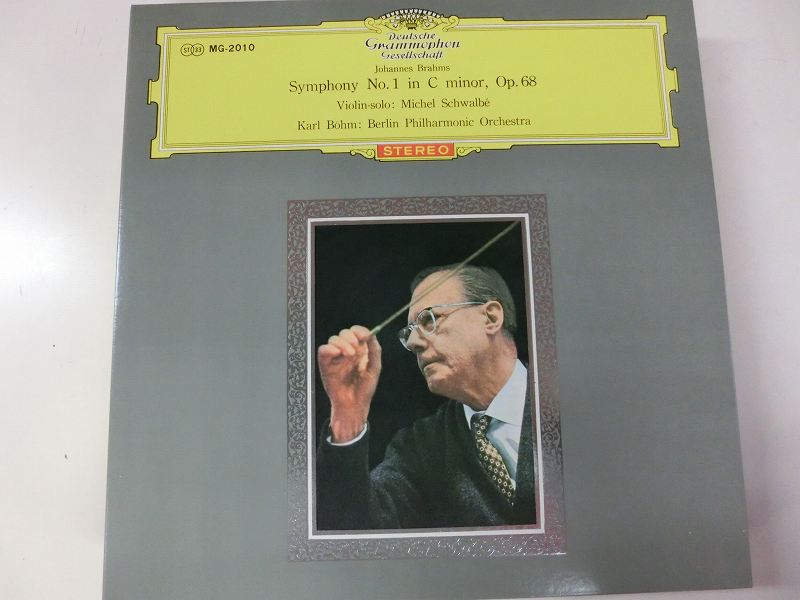 ST 33 MG-2010
Deutsche
Grammophon
Gesellschaft
Johannes Brahms
Symphony No. 1 in C minor, Op. 68
Violin-solo: Michel Schwalbé
Karl Böhm: Berlin Philharmonic Orchestra
STEREO